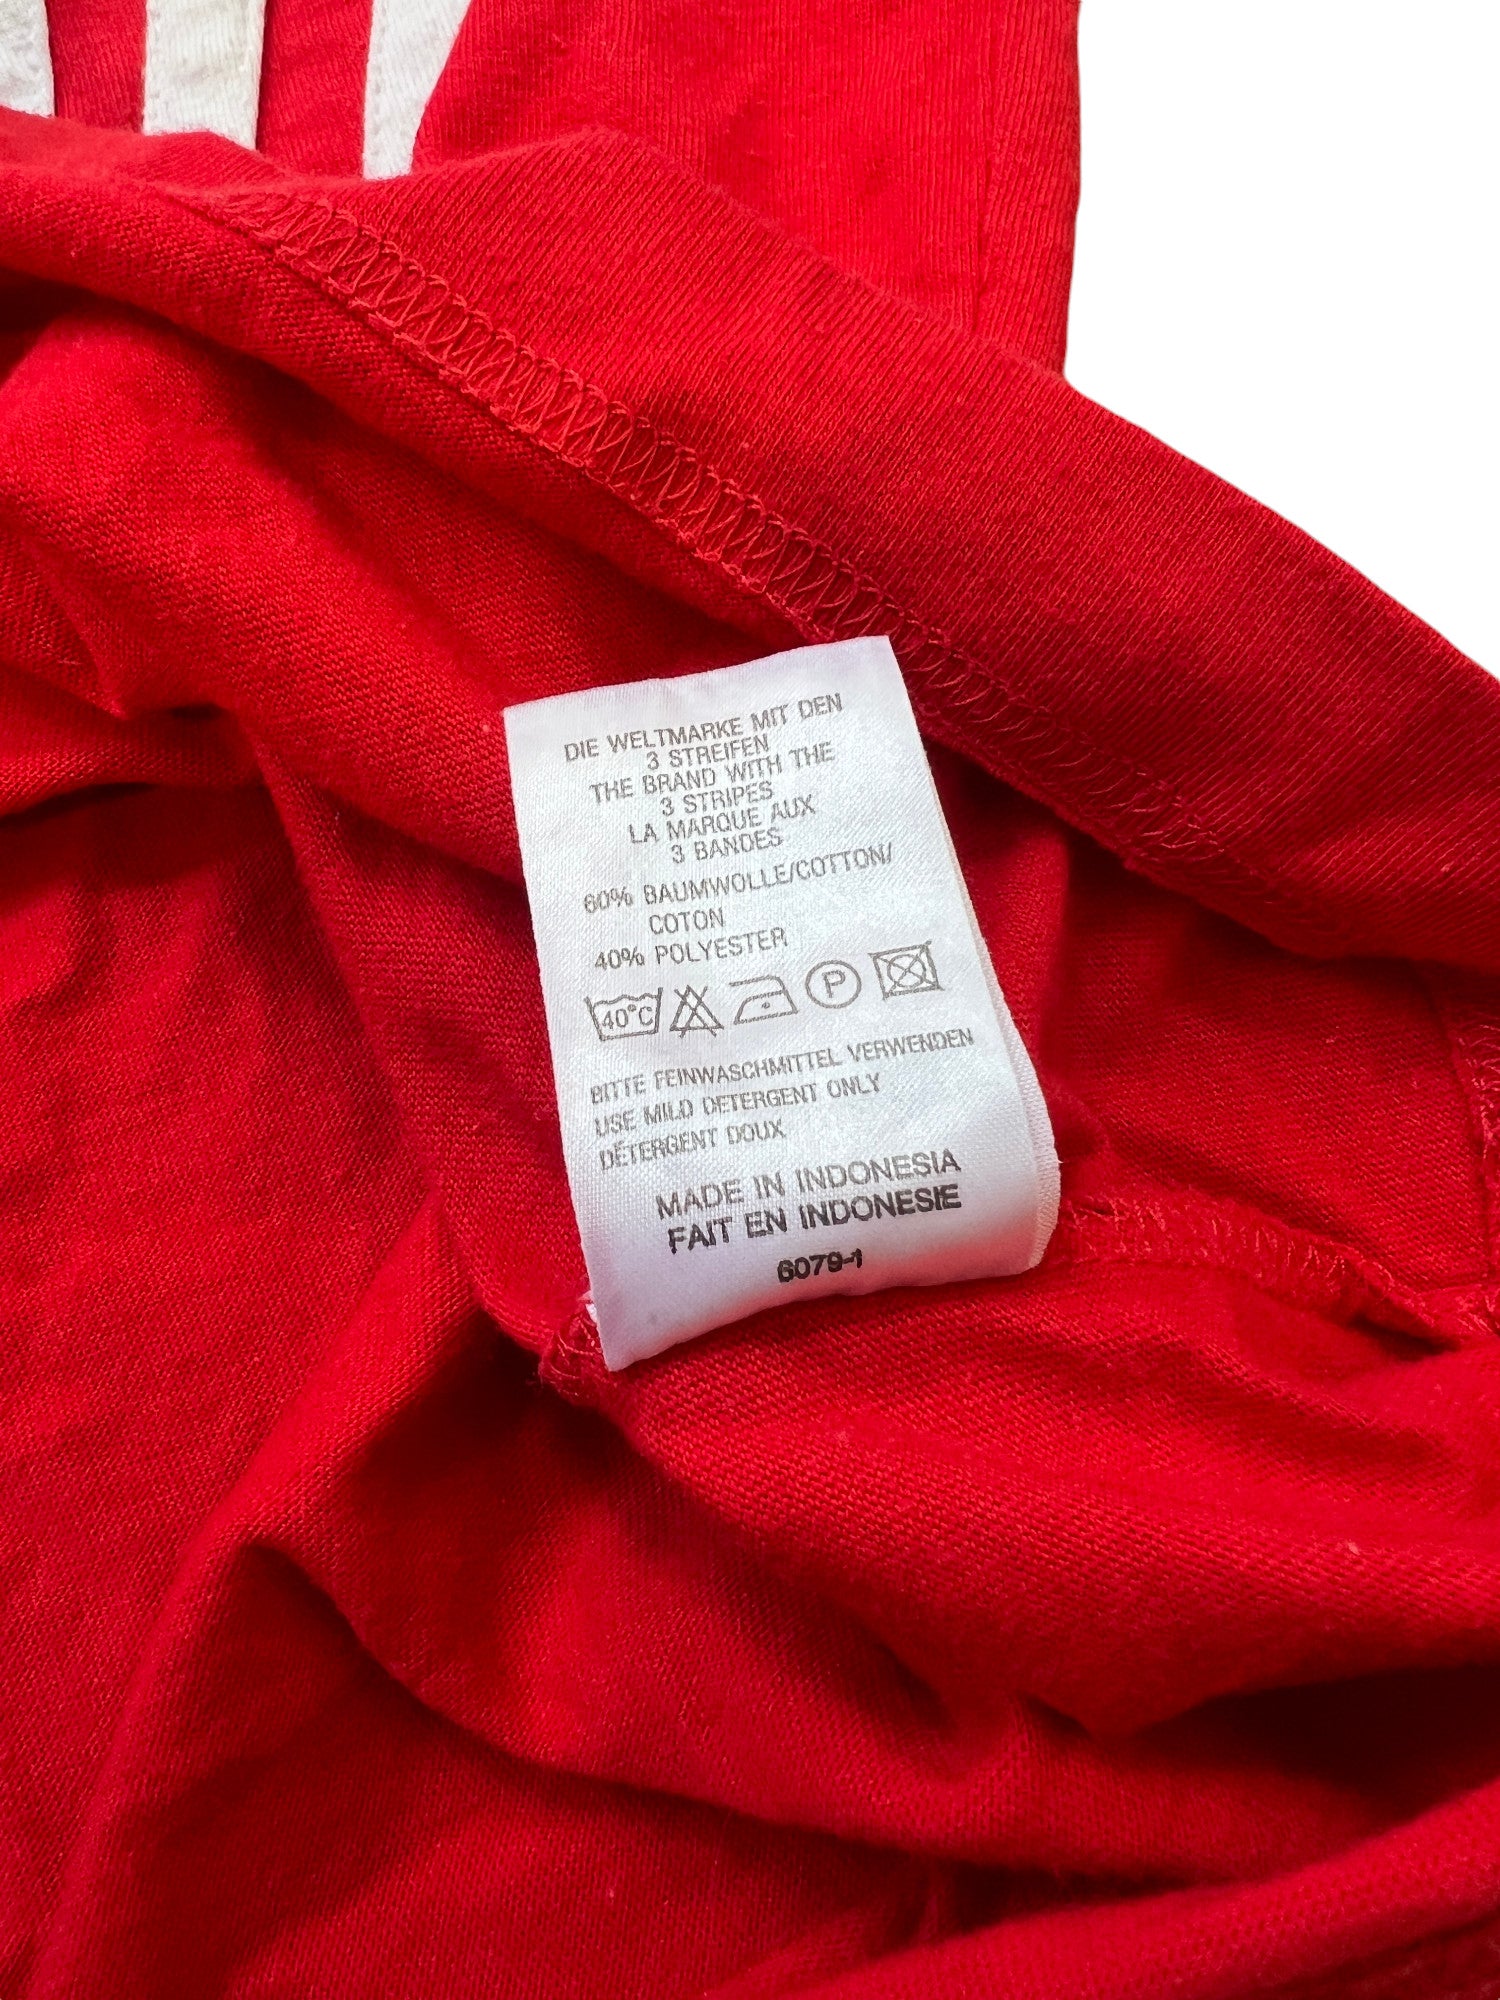 DIE WELTMARKE MIT DEN
3 STREIFEN
THE BRAND WITH THE
3 STRIPES
LA MARQUE AUX
3 BANDES
60% BAUMWOLLE/COTTON/
COTON
40% POLYESTER
40°C P
BITTE FEINWASCHMITTEL VERWENDEN
USE MILD DETERGENT ONLY
DÉTERGENT DOUX
MADE IN INDONESIA
FAIT EN INDONESIE
6079-1